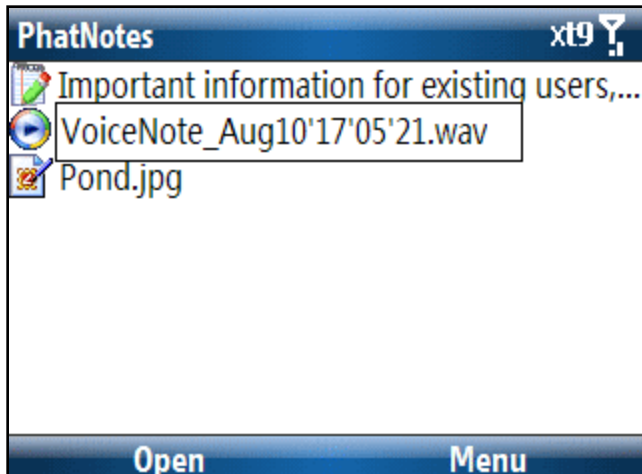 PhatNotes xt9
Important information for existing users,...
VoiceNote_Aug10'17'05'21.wav
Pond.jpg
Open Menu